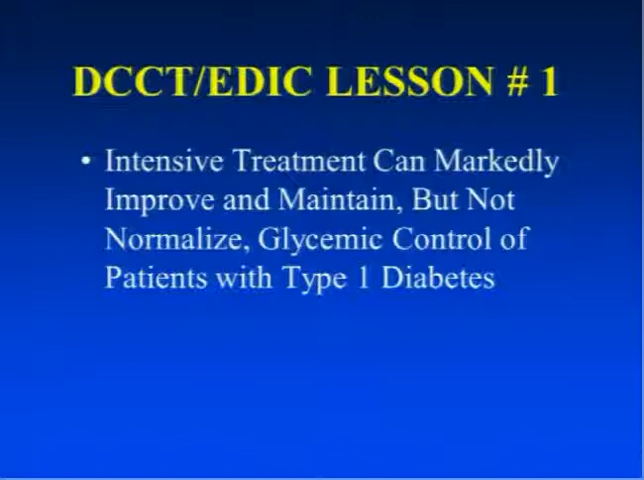 DCCT/EDIC LESSON # 1
• Intensive Treatment Can Markedly
Improve and Maintain, But Not
Normalize, Glycemic Control of
Patients with Type 1 Diabetes